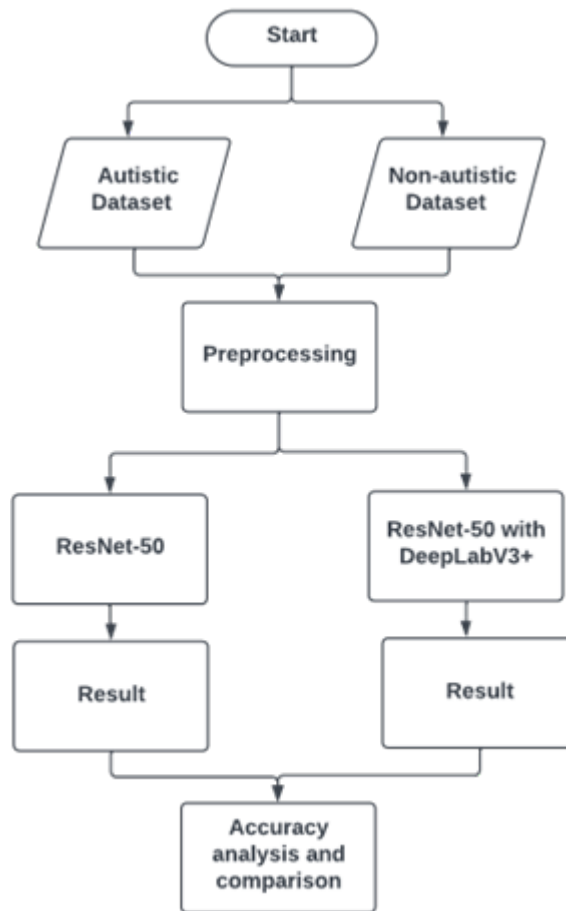 Start
Autistic
Dataset
Non-autistic
Dataset
Preprocessing
ResNet-50
ResNet-50 with
DeepLabV3+
Result
Result
Accuracy
analysis and
comparison